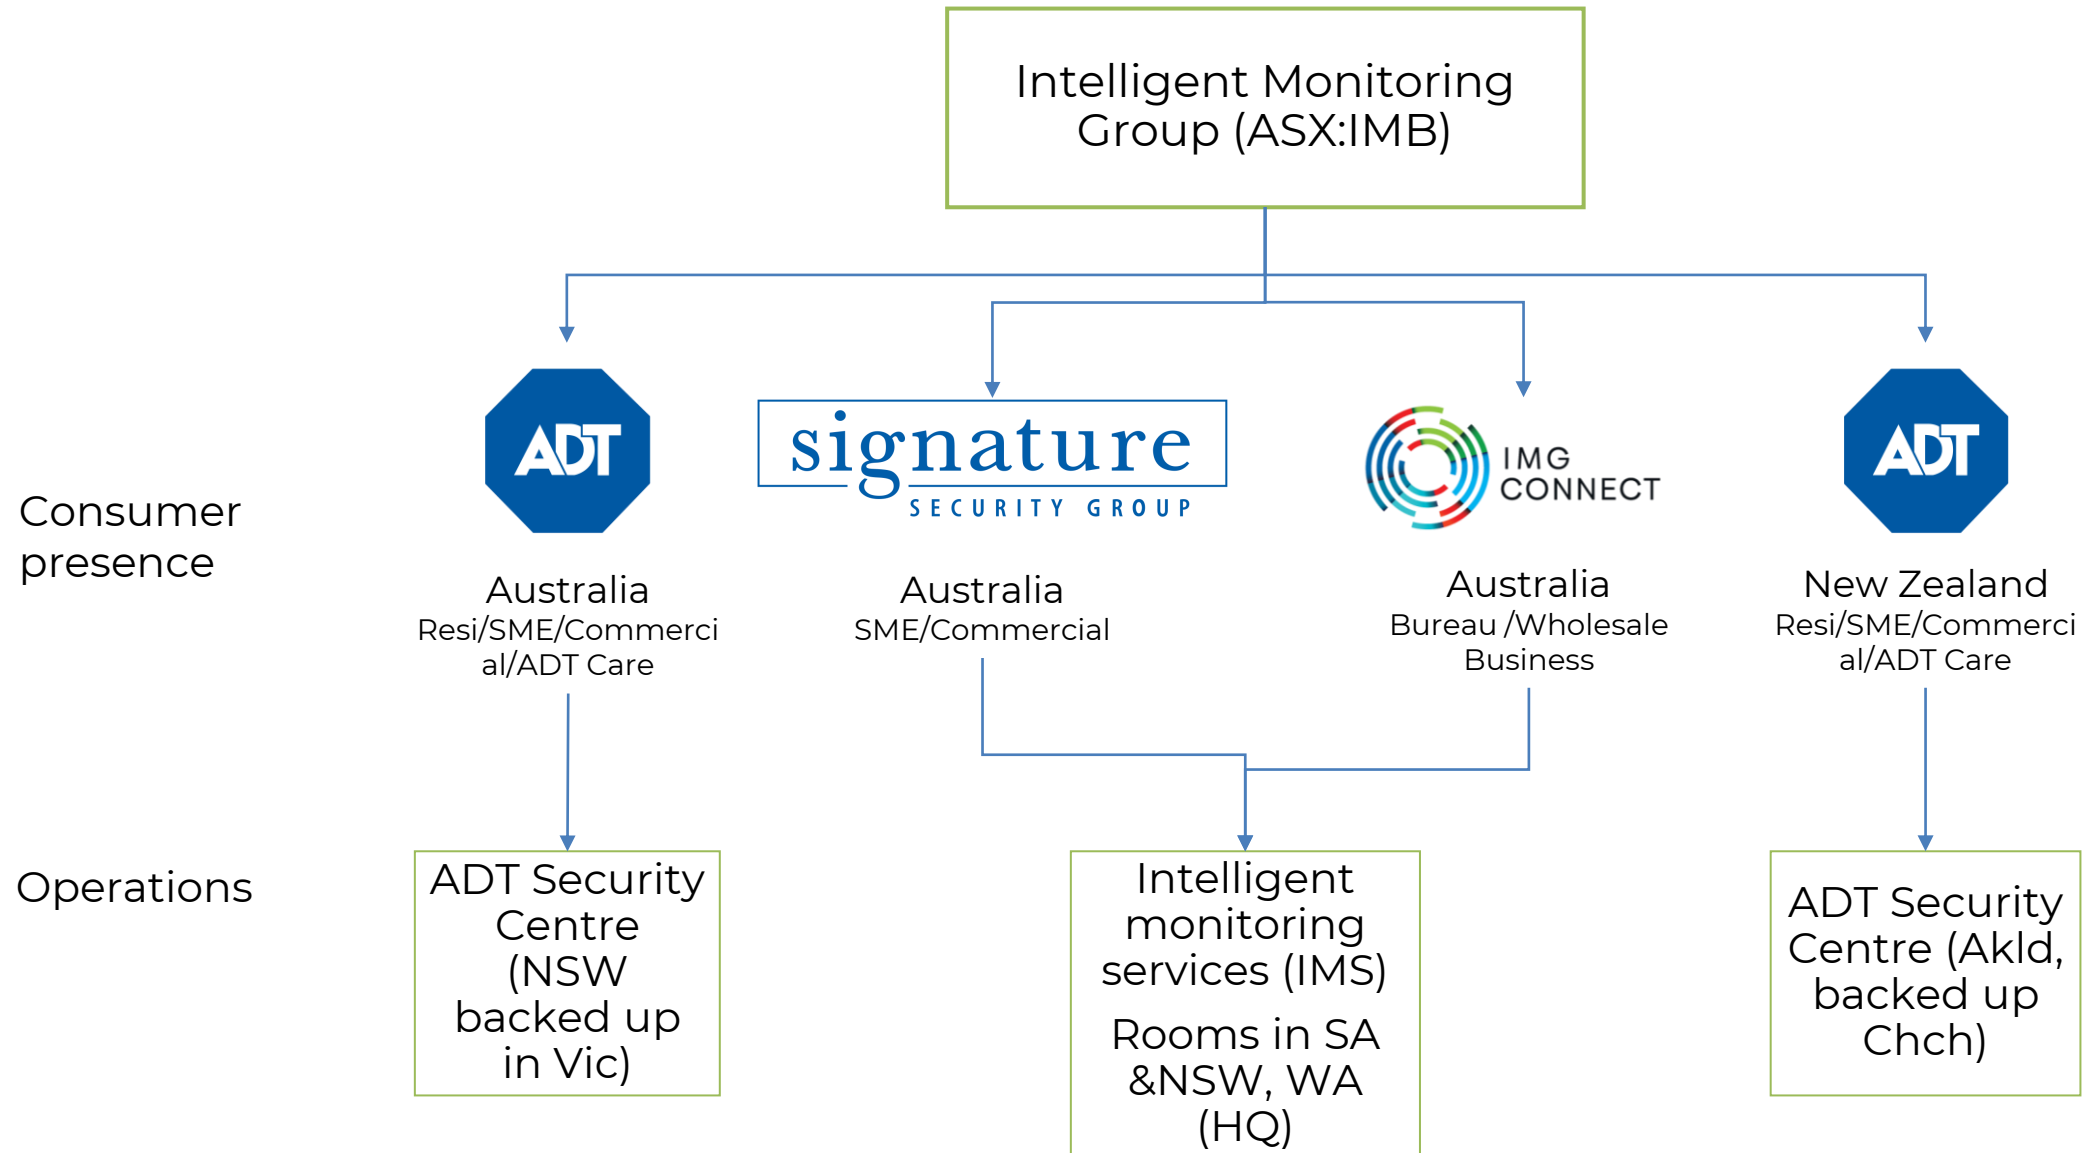 Intelligent Monitoring
Group (ASX:IMB)
Consumer
presence
ADT
Australia
Resi/SME/Commerci
al/ADT Care
signature
SECURITY GROUP
Australia
SME/Commercial
IMG
CONNECT
Australia
Bureau /Wholesale
Business
ADT
New Zealand
Resi/SME/Commerci
al/ADT Care
Operations
ADT Security
Centre
(NSW
backed up
in Vic)
Intelligent
monitoring
services (IMS)
Rooms in SA
&NSW, WA
(HQ)
ADT Security
Centre (Akld,
backed up
Chch)